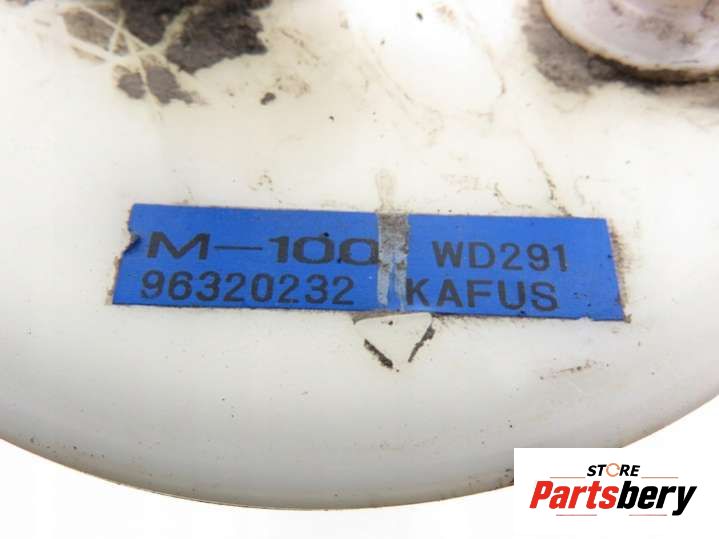 M-100 WD291
96320232 KAFUS
STORE
Partsbery